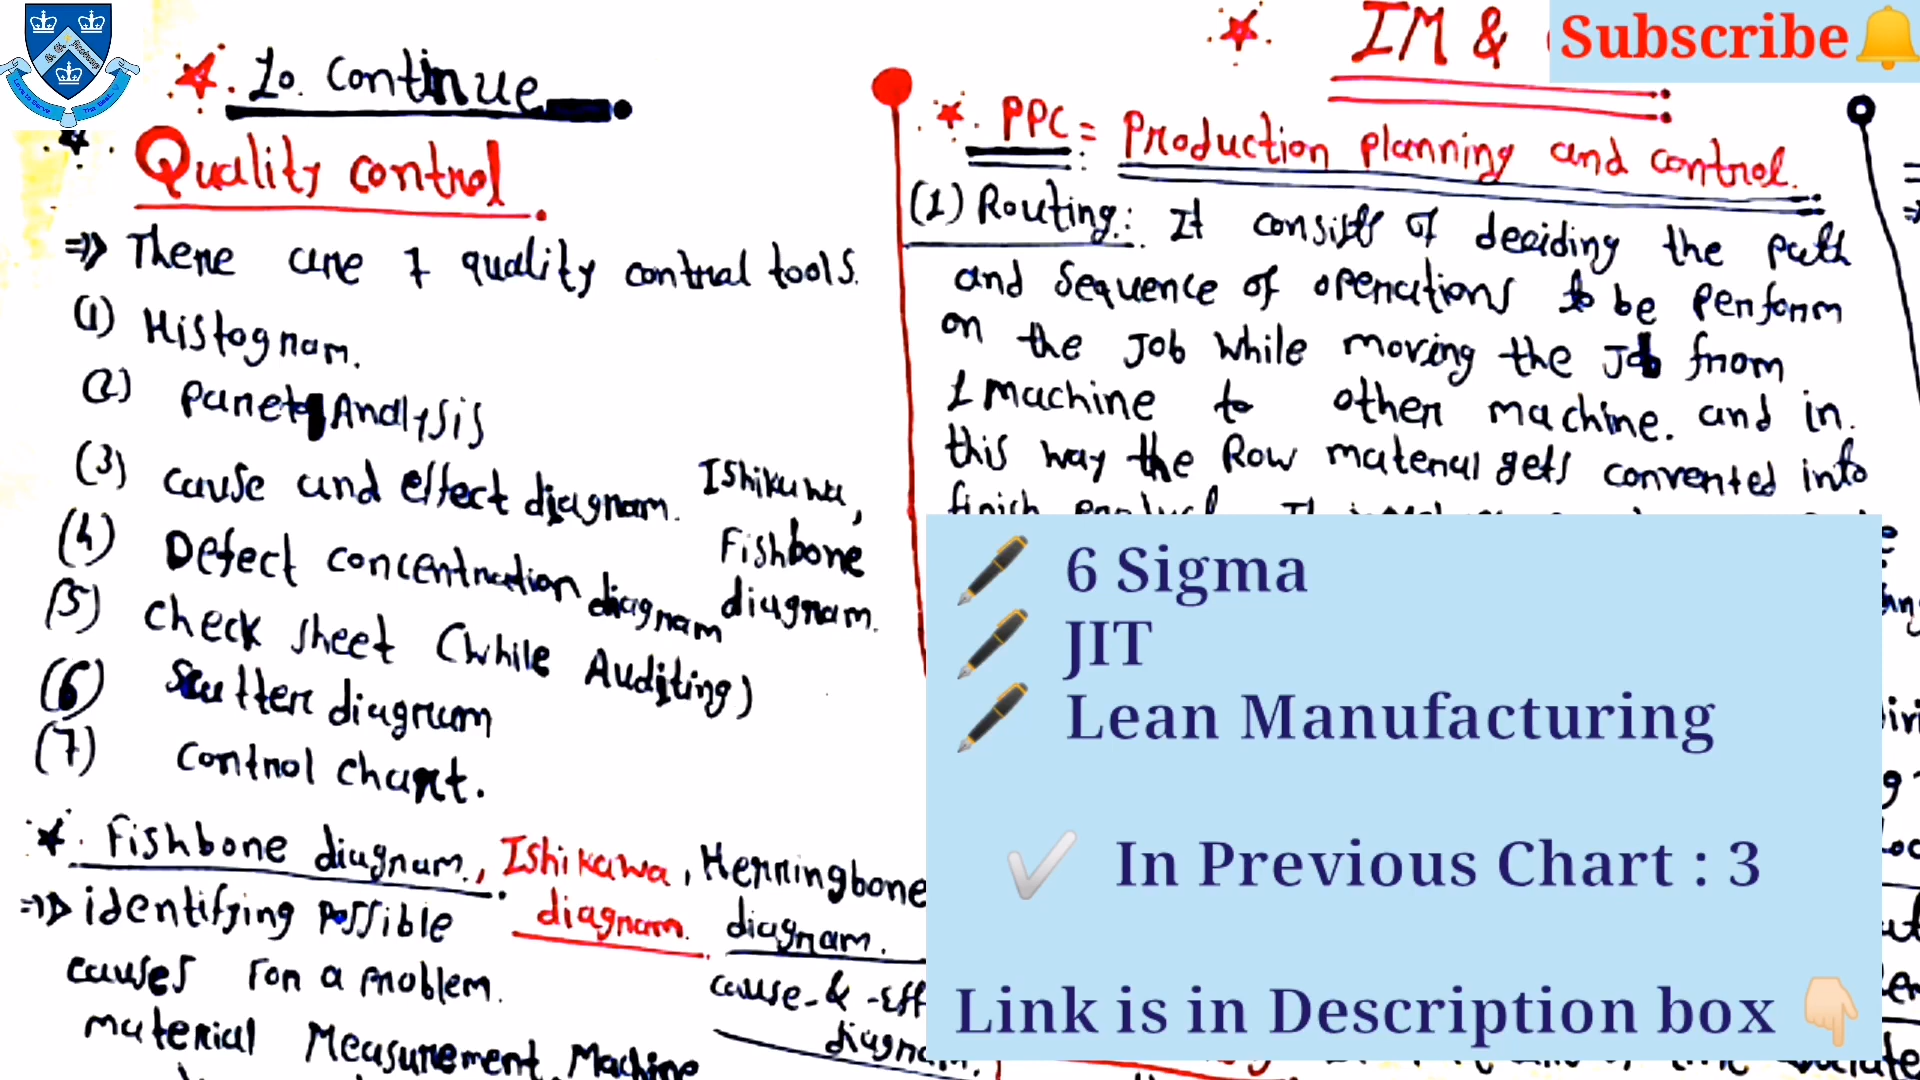 10. Continue
Quality control
There are 7 quality control tools.
(1) Histogram.
(2) pareto Analysis
(3) cause and effect diagram. Ishikawa,
Fishbone
diagram.
(4) Defect concentration diagram
(5) check sheet (while Auditing)
(6) Scatter diagram
(7) control chart.
Fishbone diagram, Ishikawa, Herringbone
diagram. diagram.
identifying possible
causes for a problem.
cause-&-Eff
diagram.
material Measurement, Machine
IM &
Subscribe
PPC = Production planning and control.
(1) Routing: It consists of deciding the path
and sequence of operations to be perform
on the job while moving the job from
1 machine to other machine. and in
this way the Row material gets converted into
finish product.
6 Sigma
JIT
Lean Manufacturing
In Previous Chart : 3
Link is in Description box